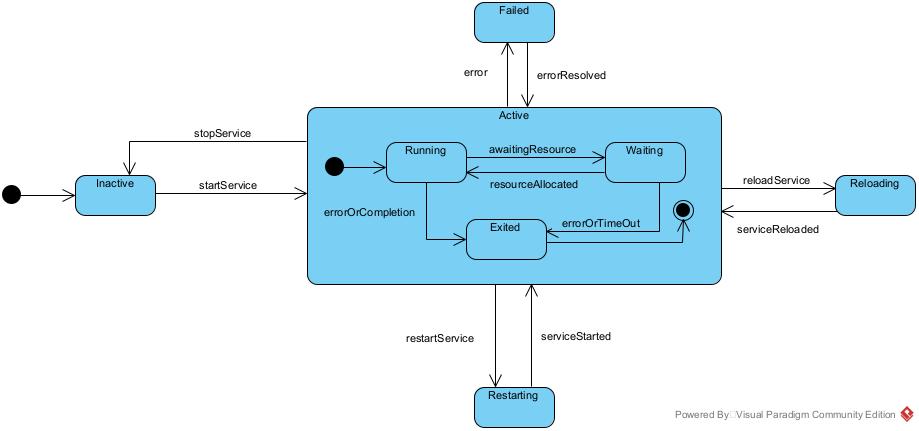 Failed
error
errorResolved
Active
stopService
Running
awaitingResource
Waiting
Inactive
startService
resourceAllocated
reloadService
Reloading
errorOrCompletion
Exited
errorOrTimeOut
serviceReloaded
restartService
serviceStarted
Restarting
Powered By Visual Paradigm Community Edition